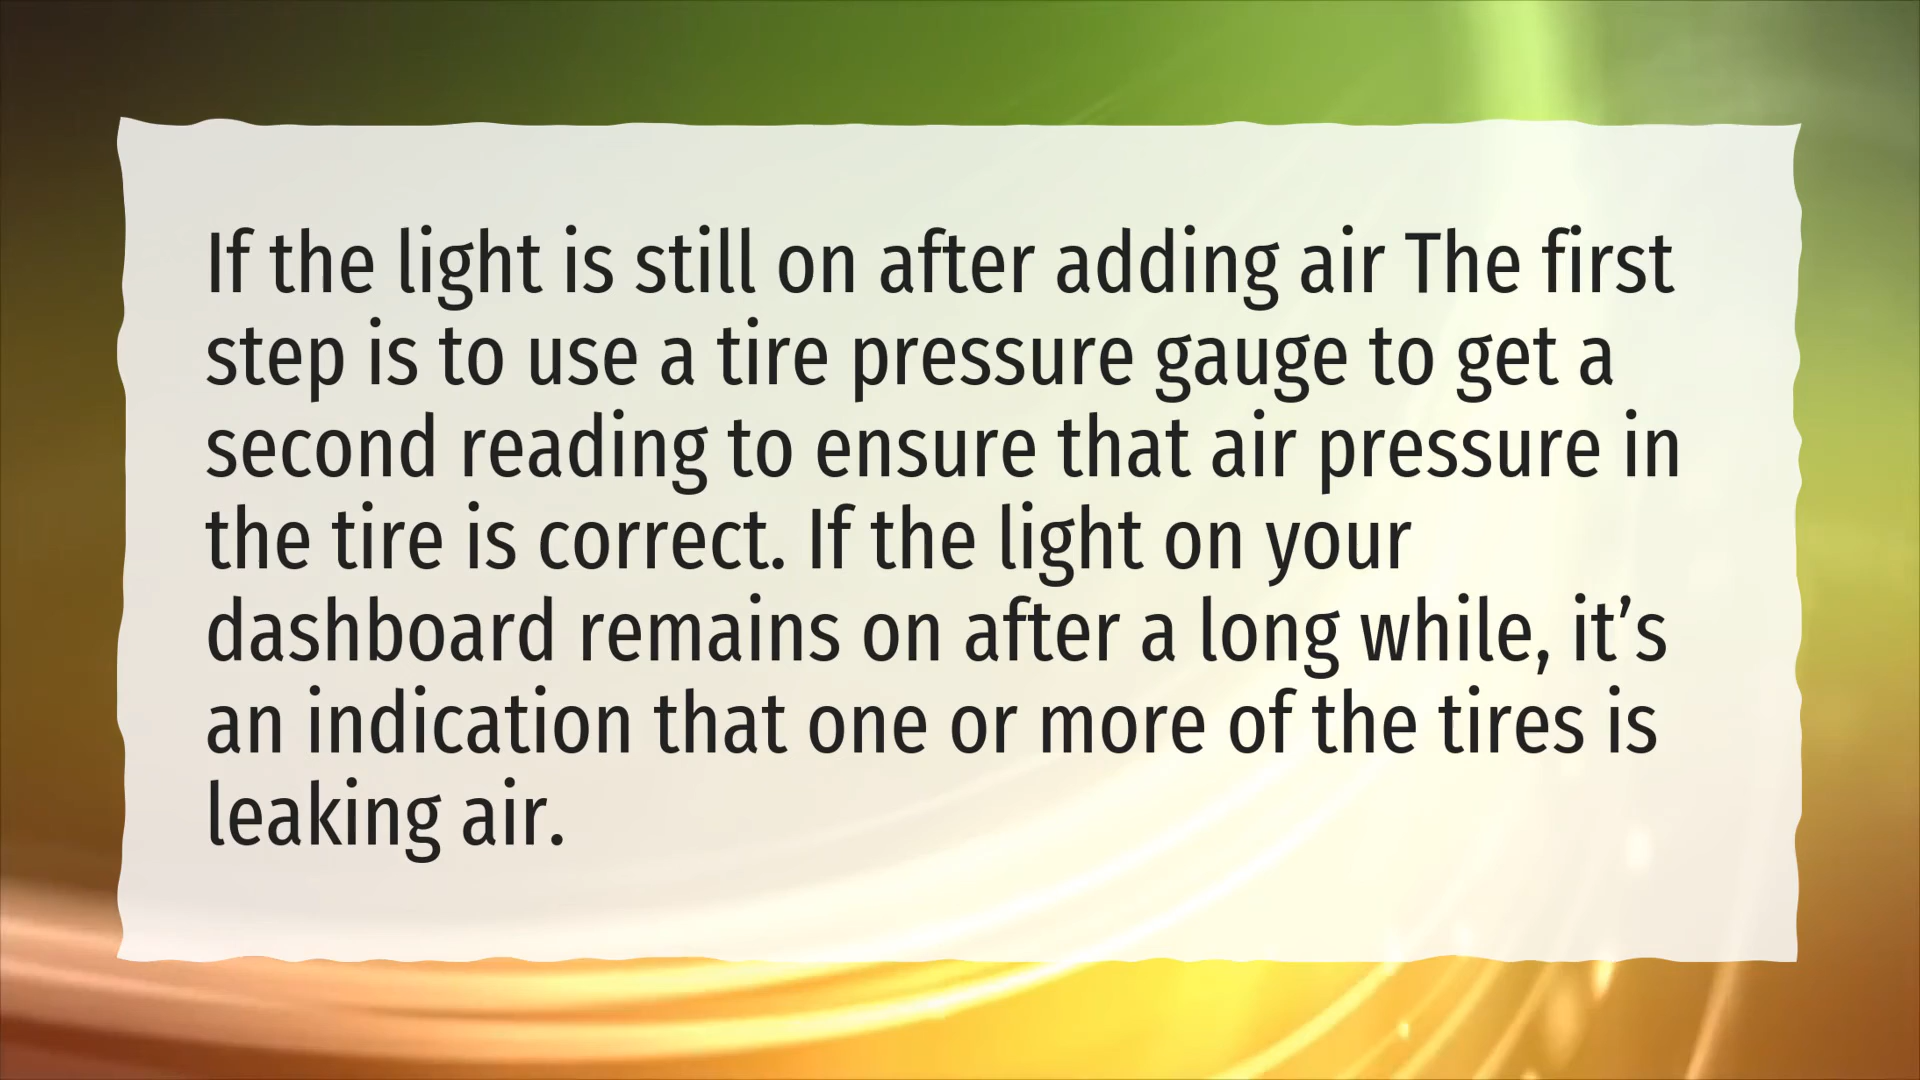 If the light is still on after adding air The first
step is to use a tire pressure gauge to get a
second reading to ensure that air pressure in
the tire is correct. If the light on your
dashboard remains on after a long while, it’s
an indication that one or more of the tires is
leaking air.